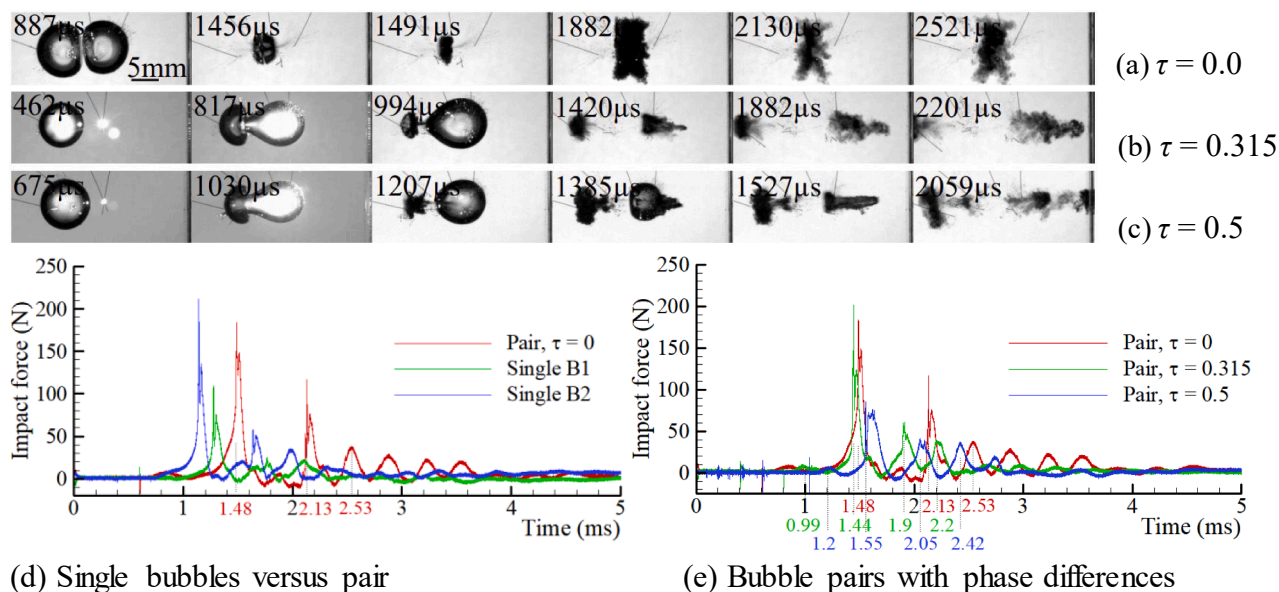 887μs 1456μs 1491μs 1882 2130μs 2521μs
5mm
(a) τ = 0.0
462μs 817μs 994μs 1420μs 1882μs 2201μs
(b) τ = 0.315
675μs 1030μs 1207μs 1385μs 1527μs 2059μs
(c) τ = 0.5
250
200
150
100
50
0
Impact force (N)
Pair, τ = 0
Single B1
Single B2
0 1 2 3 4 5
1.48 2.13 2.53
Time (ms)
(d) Single bubbles versus pair
250
200
150
100
50
0
Impact force (N)
Pair, τ = 0
Pair, τ = 0.315
Pair, τ = 0.5
0 1 2 3 4 5
1.48 2.13 2.53
0.99 1.44 1.9 2.2
1.2 1.55 2.05 2.42
Time (ms)
(e) Bubble pairs with phase differences